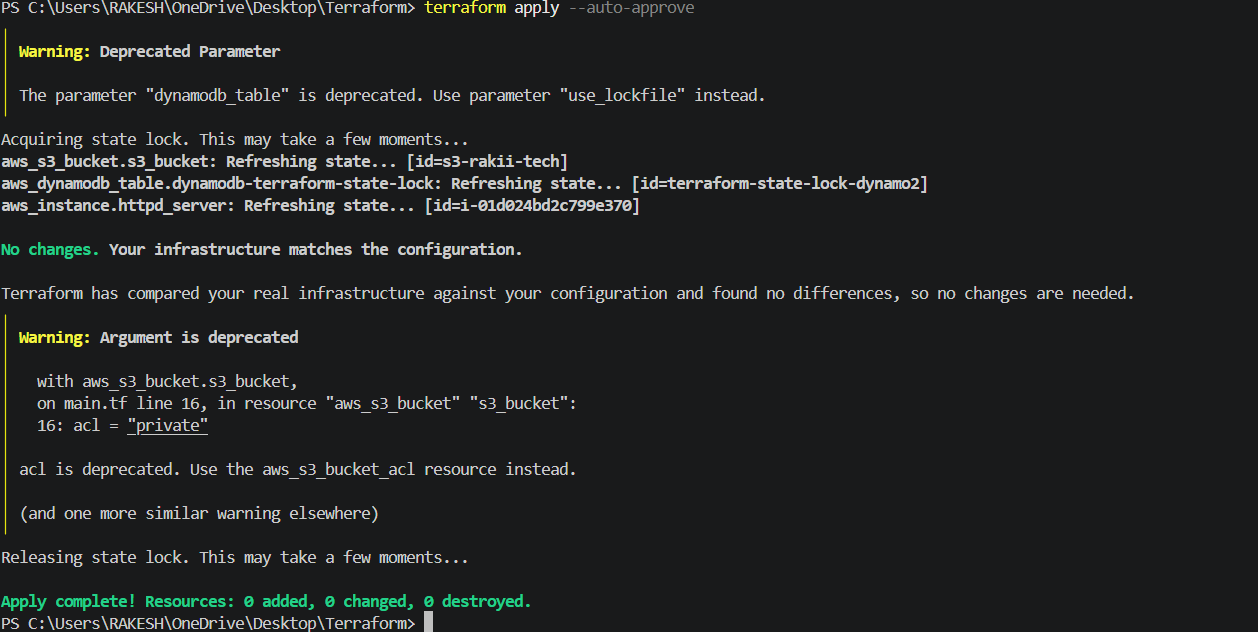 PS C:\Users\RAKESH\OneDrive\Desktop\Terraform> terraform apply --auto-approve
Warning: Deprecated Parameter
The parameter "dynamodb_table" is deprecated. Use parameter "use_lockfile" instead.
Acquiring state lock. This may take a few moments...
aws_s3_bucket.s3_bucket: Refreshing state... [id=s3-rakii-tech]
aws_dynamodb_table.dynamodb-terraform-state-lock: Refreshing state... [id=terraform-state-lock-dynamo2]
aws_instance.httpd_server: Refreshing state... [id=i-01d024bd2c799e370]
No changes. Your infrastructure matches the configuration.
Terraform has compared your real infrastructure against your configuration and found no differences, so no changes are needed.
Warning: Argument is deprecated
with aws_s3_bucket.s3_bucket,
on main.tf line 16, in resource "aws_s3_bucket" "s3_bucket":
16: acl = "private"
acl is deprecated. Use the aws_s3_bucket_acl resource instead.
(and one more similar warning elsewhere)
Releasing state lock. This may take a few moments...
Apply complete! Resources: 0 added, 0 changed, 0 destroyed.
PS C:\Users\RAKESH\OneDrive\Desktop\Terraform>